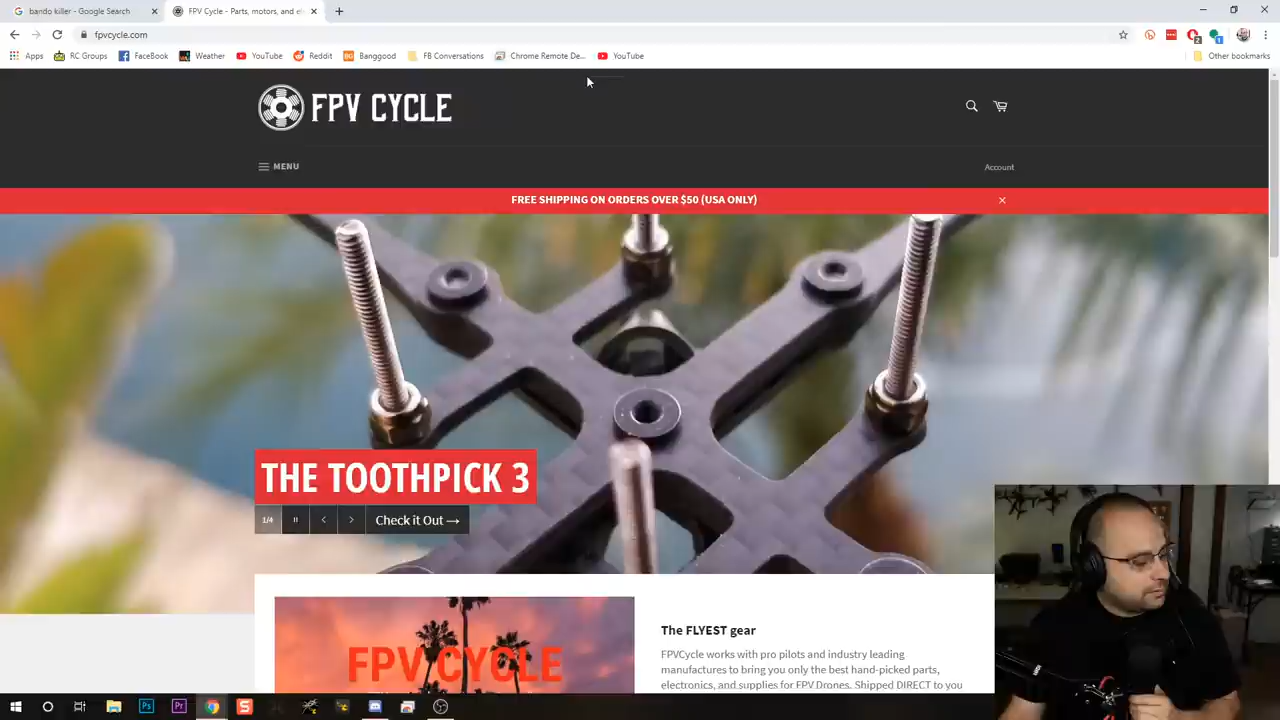 bando killer - Google Search
FPV Cycle - Parts, motors, and el
fpvcycle.com
Apps
RC Groups
FaceBook
Weather
YouTube
Reddit
Banggood
FB Conversations
Chrome Remote De...
YouTube
Other bookmarks
FPV CYCLE
MENU
Account
FREE SHIPPING ON ORDERS OVER $50 (USA ONLY)
THE TOOTHPICK 3
1/4
Check it Out →
FPV CYCLE
The FLYEST gear
FPVCycle works with pro pilots and industry leading
manufactures to bring you only the best hand-picked parts,
electronics, and supplies for FPV Drones. Shipped DIRECT to you